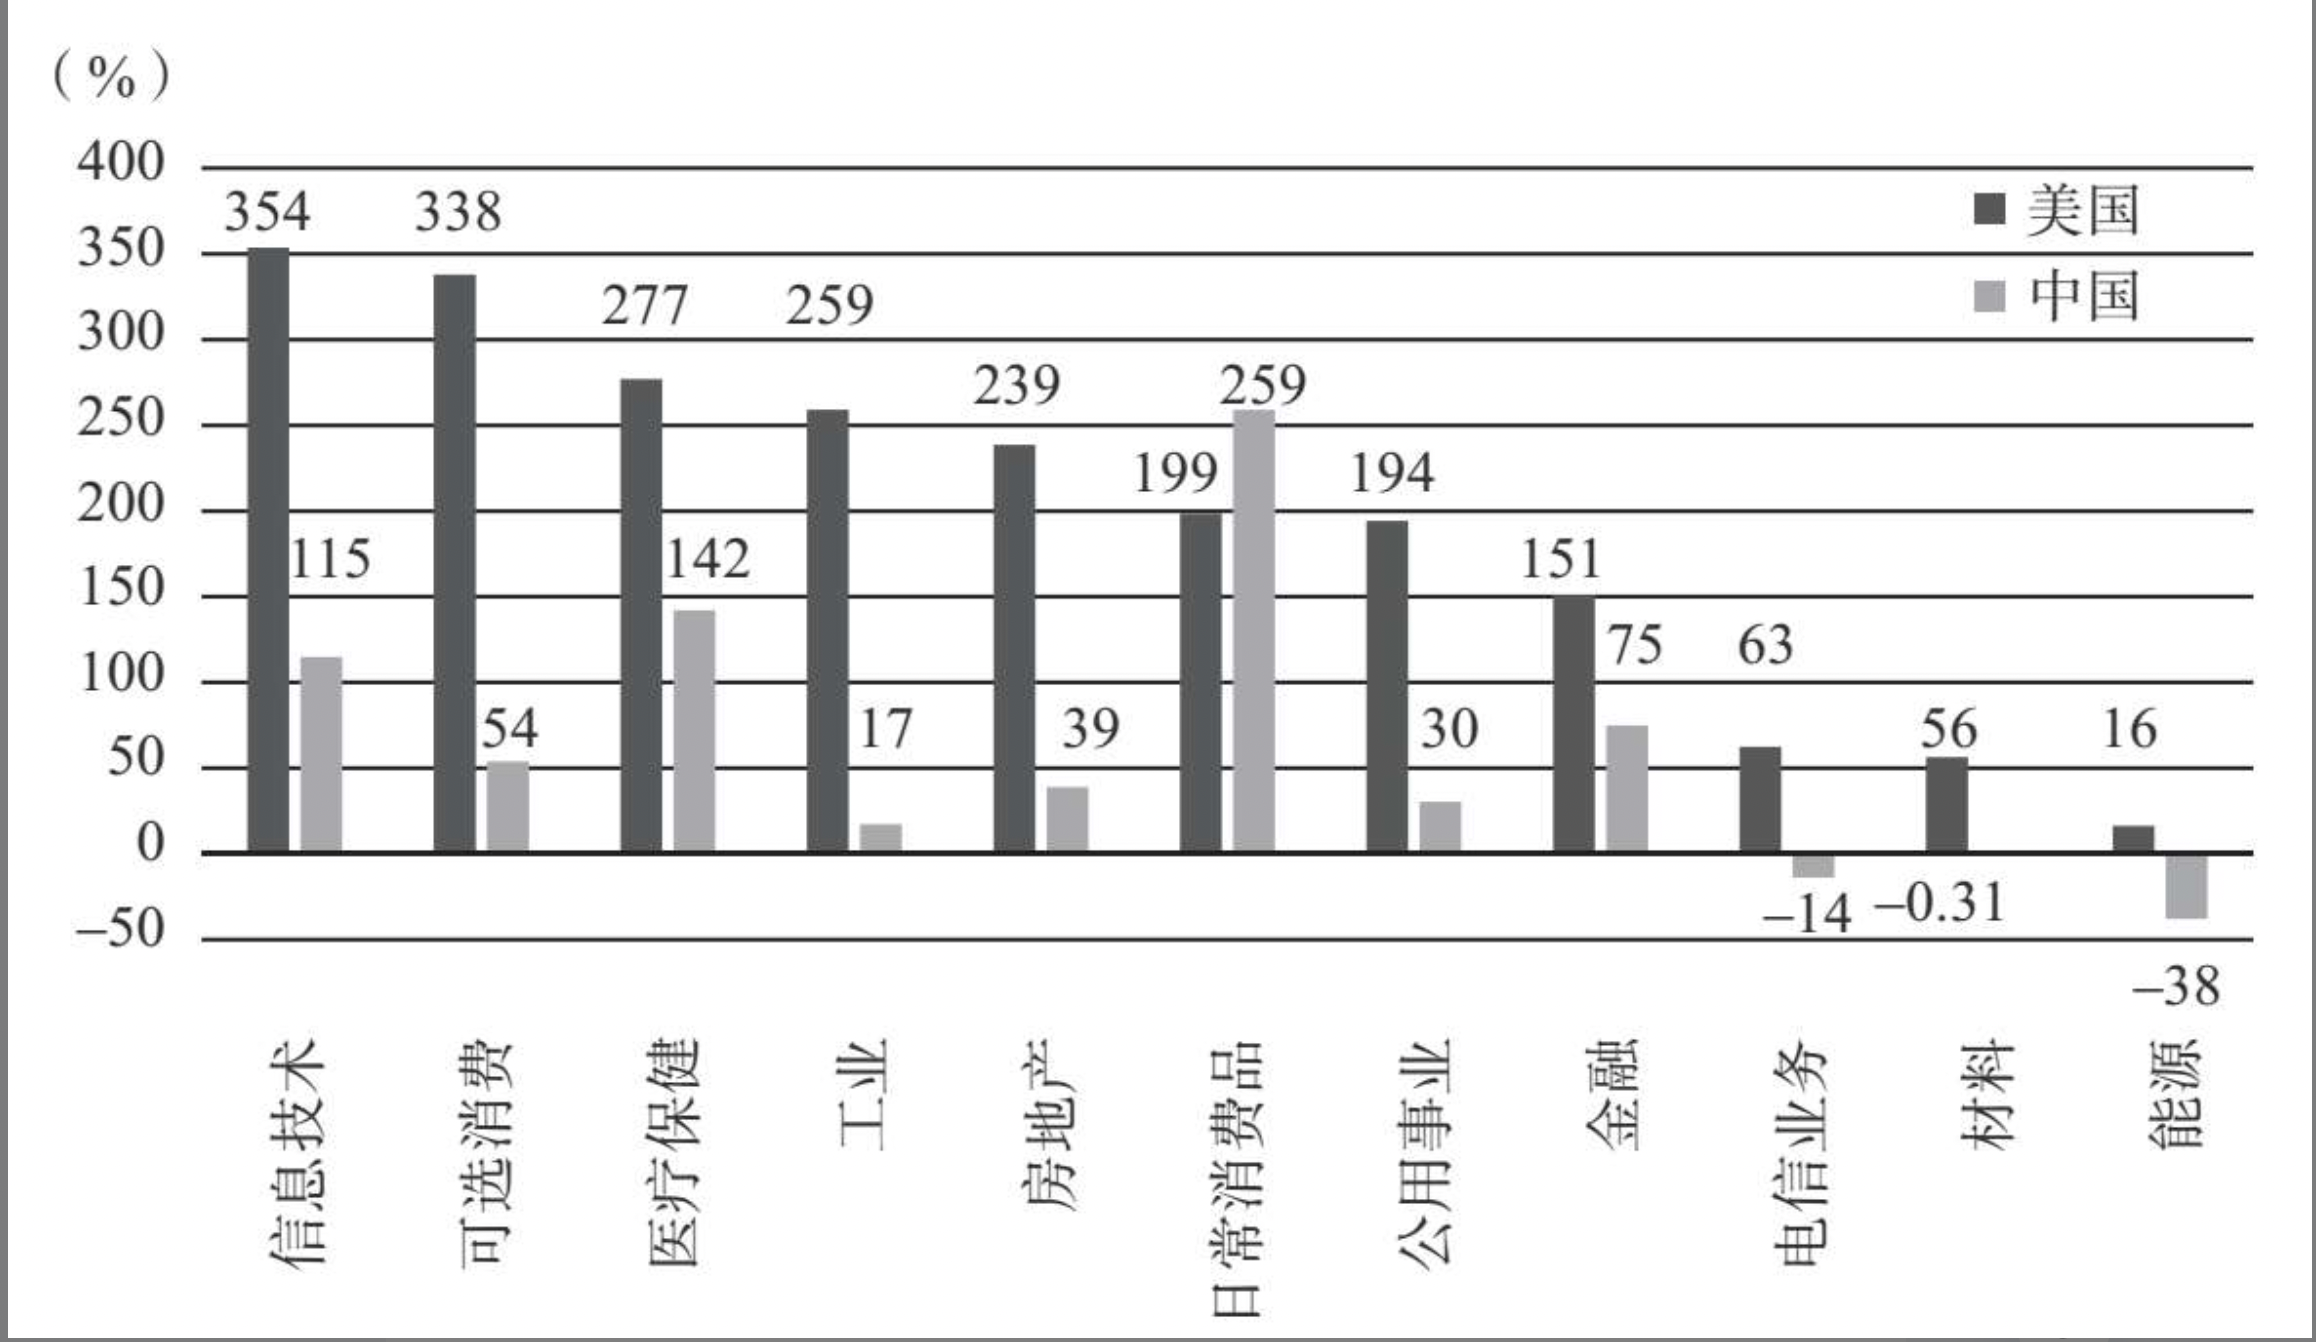 （%）
400
350
300
250
200
150
100
50
0
–50
354
338
277
259
239
199
259
194
151
63
56
16
115
54
142
17
39
30
75
–14
–0.31
–38
美国
中国
信息技术
可选消费
医疗保健
工业
房地产
日常消费品
公用事业
金融
电信业务
材料
能源